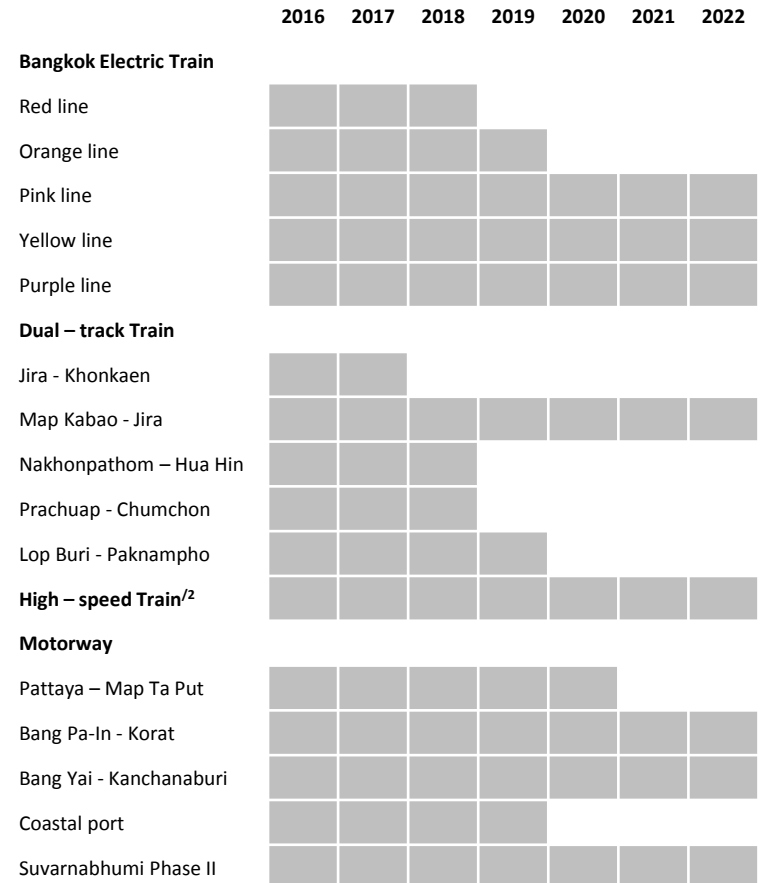 2016 2017 2018 2019 2020 2021 2022
Bangkok Electric Train
Red line
Orange line
Pink line
Yellow line
Purple line
Dual – track Train
Jira - Khonkaen
Map Kabao - Jira
Nakhonpathom – Hua Hin
Prachuap - Chumchon
Lop Buri - Paknampho
High – speed Train/2
Motorway
Pattaya – Map Ta Put
Bang Pa-In - Korat
Bang Yai - Kanchanaburi
Coastal port
Suvarnabhumi Phase II